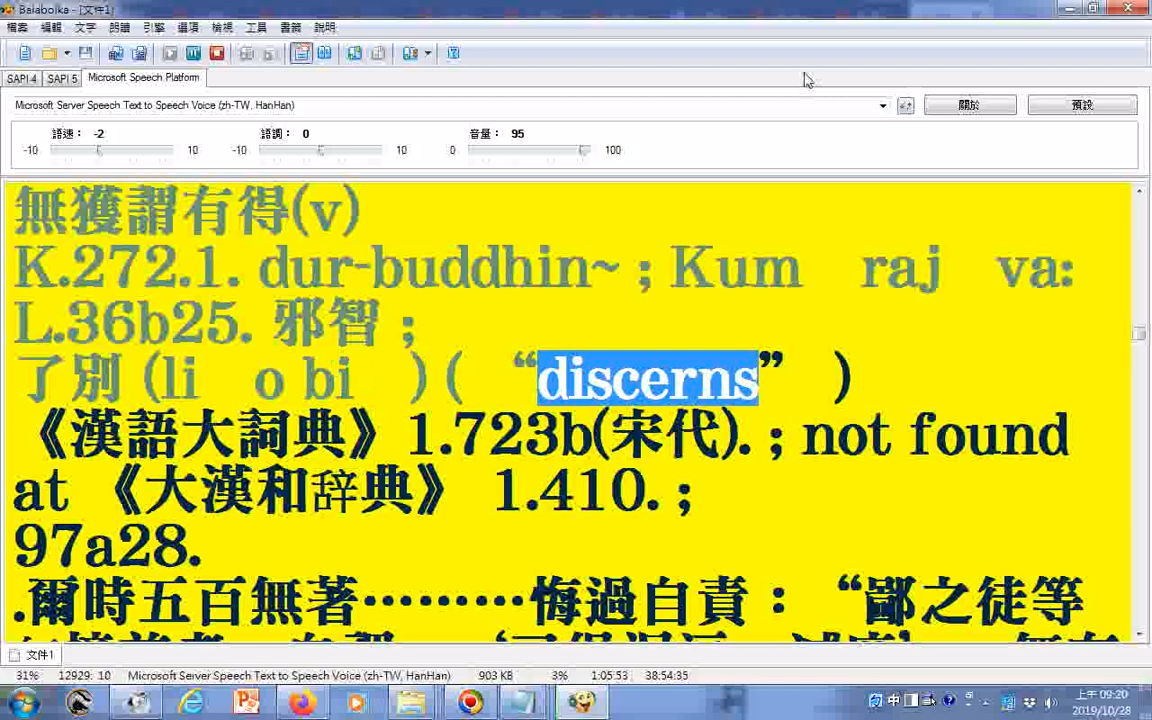 Balabolka - [文件1]
檔案 編輯 文字 朗讀 引擎 選項 檢視 工具 書籤 說明
SAPI 4 SAPI 5 Microsoft Speech Platform
Microsoft Server Speech Text to Speech Voice (zh-TW, HanHan) 關於 預設
語速： -2 語調： 0 音量： 95
-10 10 -10 10 0 100
無獲謂有得(v)
K.272.1. dur-buddhin~ ; Kum raj va:
L.36b25. 邪智 ;
了別 (li o bi )( “discerns” )
《漢語大詞典》 1.723b(宋代). ; not found
at 《大漢和辞典》 1.410. ;
97a28.
.爾時五百無著………悔過自責：“鄙之徒等
文件1
31% 12929: 10 Microsoft Server Speech Text to Speech Voice (zh-TW, HanHan) 903 KB 3% 1:05:53 38:54:35
中
上午 09:20
2019/10/28